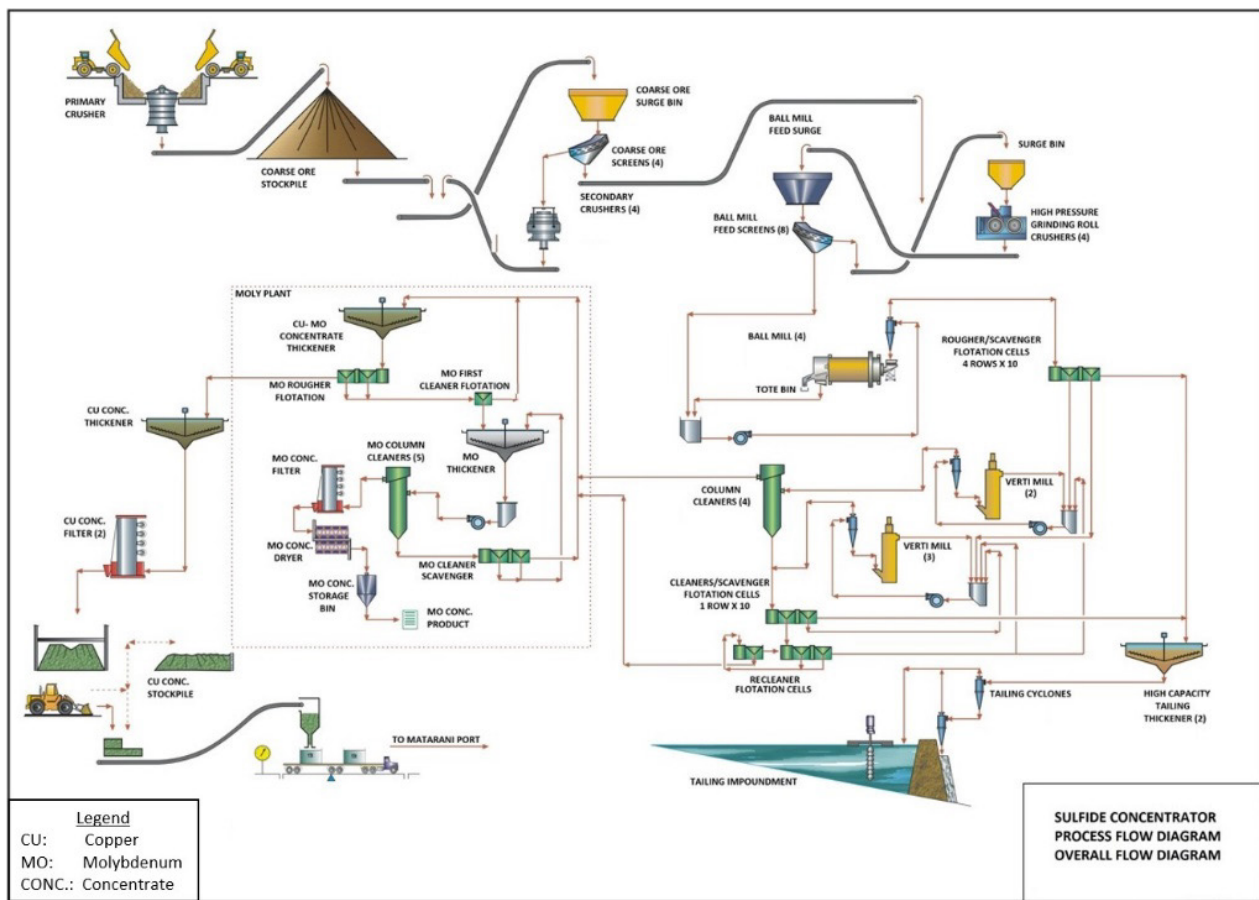 PRIMARY
CRUSHER
COARSE ORE
STOCKPILE
COARSE ORE
SURGE BIN
COARSE ORE
SCREENS (4)
SECONDARY
CRUSHERS (4)
BALL MILL
FEED SURGE
BALL MILL
FEED SCREENS (8)
SURGE BIN
HIGH PRESSURE
GRINDING ROLL
CRUSHERS (4)
MOLY PLANT
CU- MO
CONCENTRATE
THICKENER
MO ROUGHER
FLOTATION
MO FIRST
CLEANER FLOTATION
CU CONC.
THICKENER
MO CONC.
FILTER
MO COLUMN
CLEANERS (5)
MO
THICKENER
CU CONC.
FILTER (2)
MO CONC.
DRYER
MO CLEANER
SCAVENGER
MO CONC.
STORAGE
BIN
MO CONC.
PRODUCT
BALL MILL (4)
TOTE BIN
ROUGHER/SCAVENGER
FLOTATION CELLS
4 ROWS X 10
COLUMN
CLEANERS (4)
VERTI MILL
(2)
VERTI MILL
(3)
CLEANERS/SCAVENGER
FLOTATION CELLS
1 ROW X 10
RECLEANER
FLOTATION CELLS
TAILING CYCLONES
HIGH CAPACITY
TAILING
THICKENER (2)
CU CONC.
STOCKPILE
TO MATARANI PORT
TAILING IMPOUNDMENT
Legend
CU: Copper
MO: Molybdenum
CONC.: Concentrate
SULFIDE CONCENTRATOR
PROCESS FLOW DIAGRAM
OVERALL FLOW DIAGRAM